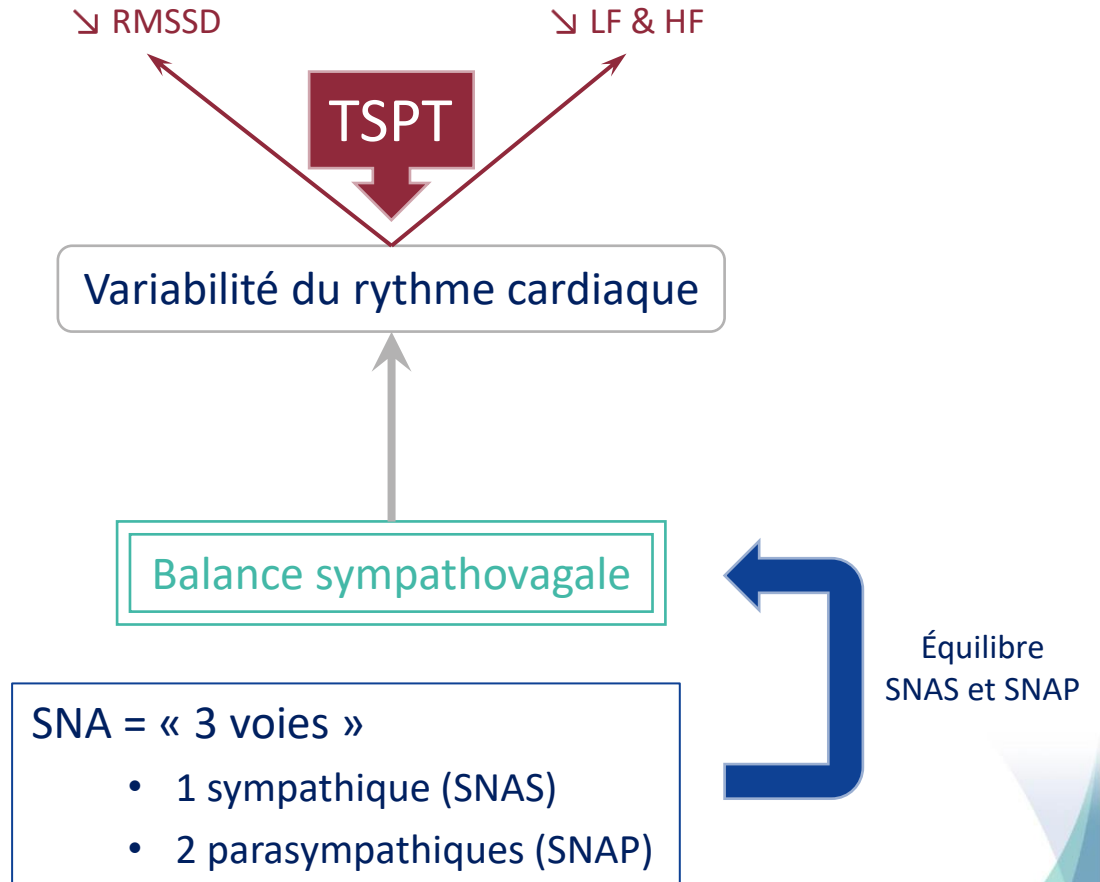 ↘ RMSSD
↘ LF & HF
TSPT
Variabilité du rythme cardiaque
Balance sympathovagale
Équilibre
SNAS et SNAP
SNA = « 3 voies »
• 1 sympathique (SNAS)
• 2 parasympathiques (SNAP)